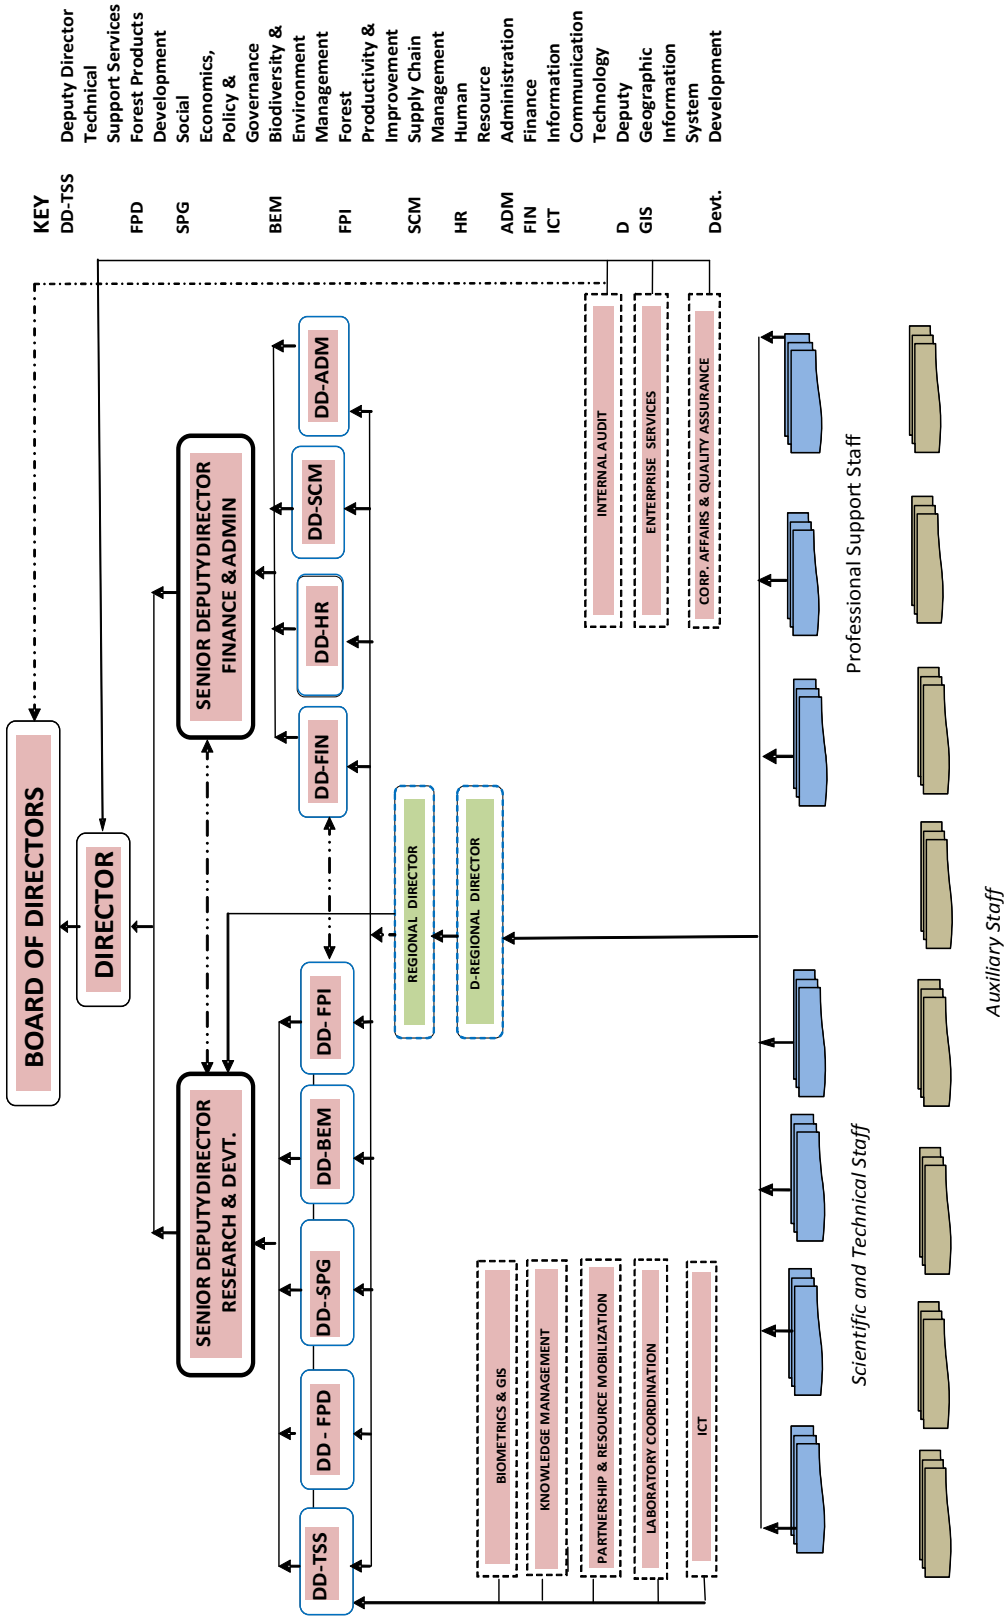 BOARD OF DIRECTORS
DIRECTOR
SENIOR DEPUTYDIRECTOR
RESEARCH & DEVT.
SENIOR DEPUTYDIRECTOR
FINANCE &ADMIN
DD-TSS
DD - FPD
DD--SPG
DD-BEM
DD- FPI
DD-FIN
DD-HR
DD-SCM
DD-ADM
REGIONAL DIRECTOR
D-REGIONAL DIRECTOR
BIOMETRICS & GIS
KNOWLEDGE MANAGEMENT
PARTNERSHIP & RESOURCE MOBILIZATION
LABORATORY COORDINATION
ICT
INTERNAL AUDIT
ENTERPRISE SERVICES
CORP. AFFAIRS & QUALITY ASSURANCE
Scientific and Technical Staff
Professional Support Staff
Auxiliary Staff
KEY
DD-TSS Deputy Director
Technical
Support Services
FPD Forest Products
Development
SPG Social
Economics,
Policy &
Governance
BEM Biodiversity &
Environment
Management
FPI Forest
Productivity &
Improvement
SCM Supply Chain
Management
HR Human
Resource
ADM Administration
FIN Finance
ICT Information
Communication
Technology
D Deputy
GIS Geographic
Information
System
Devt. Development